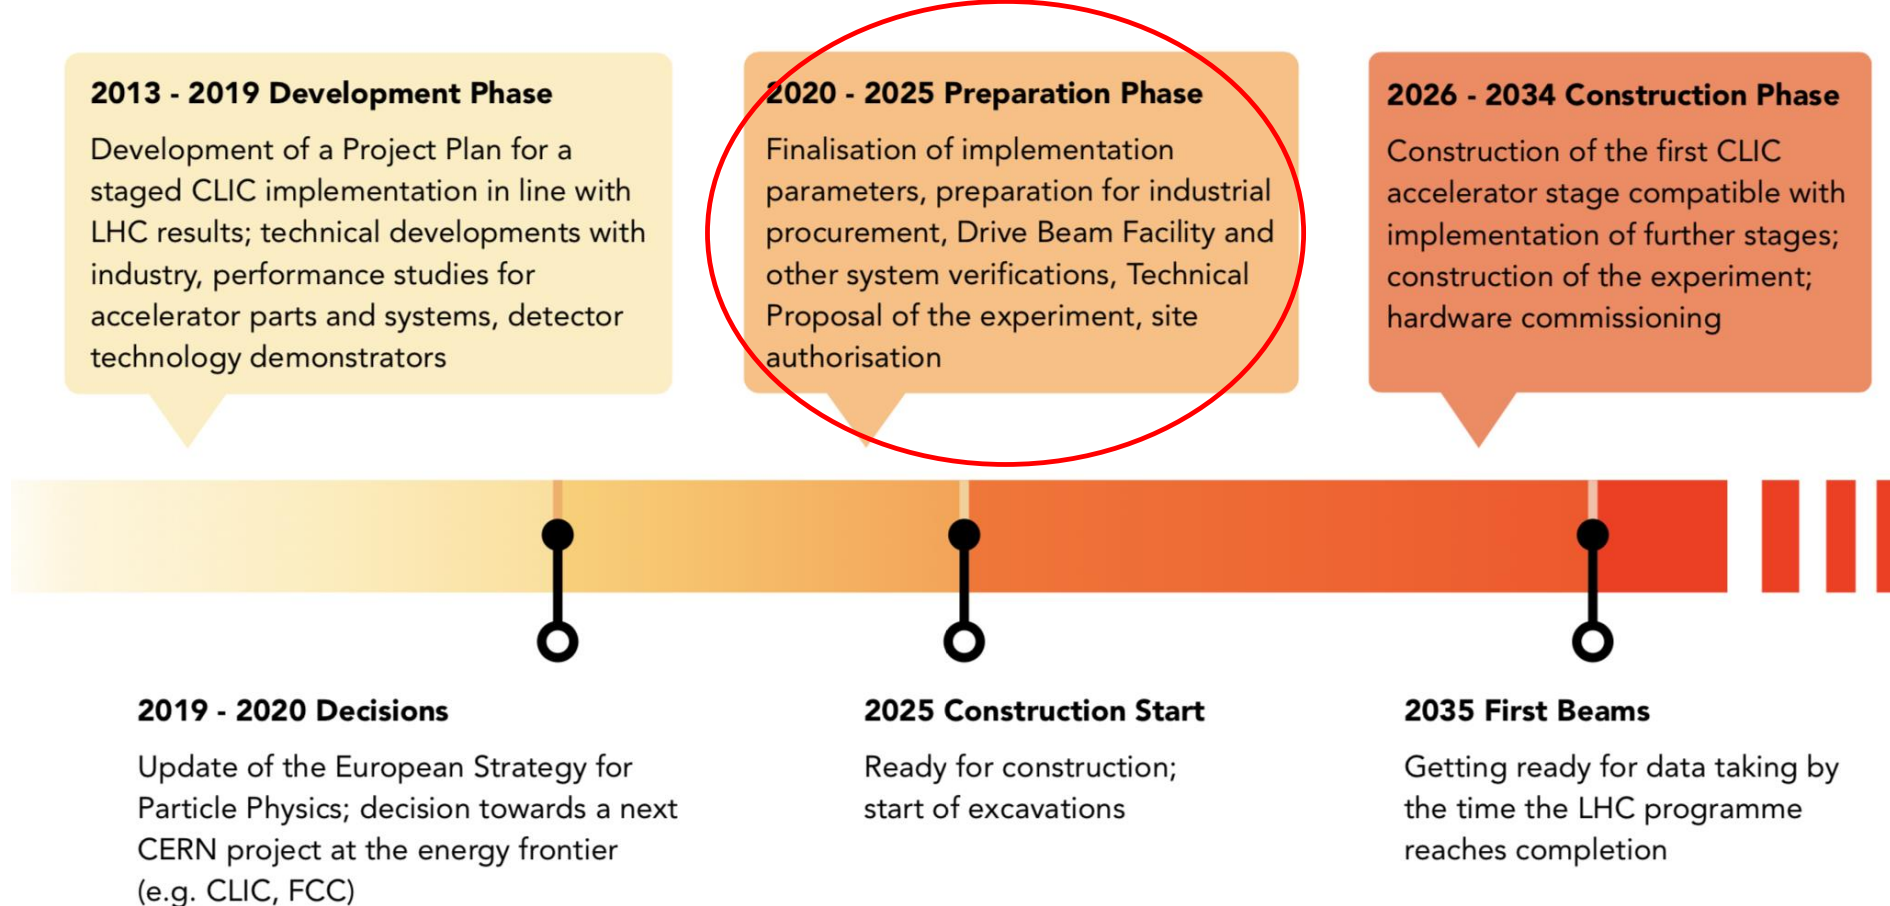 2013 - 2019 Development Phase
Development of a Project Plan for a
staged CLIC implementation in line with
LHC results; technical developments with
industry, performance studies for
accelerator parts and systems, detector
technology demonstrators
2020 - 2025 Preparation Phase
Finalisation of implementation
parameters, preparation for industrial
procurement, Drive Beam Facility and
other system verifications, Technical
Proposal of the experiment, site
authorisation
2026 - 2034 Construction Phase
Construction of the first CLIC
accelerator stage compatible with
implementation of further stages;
construction of the experiment;
hardware commissioning
2019 - 2020 Decisions
Update of the European Strategy for
Particle Physics; decision towards a next
CERN project at the energy frontier
(e.g. CLIC, FCC)
2025 Construction Start
Ready for construction;
start of excavations
2035 First Beams
Getting ready for data taking by
the time the LHC programme
reaches completion